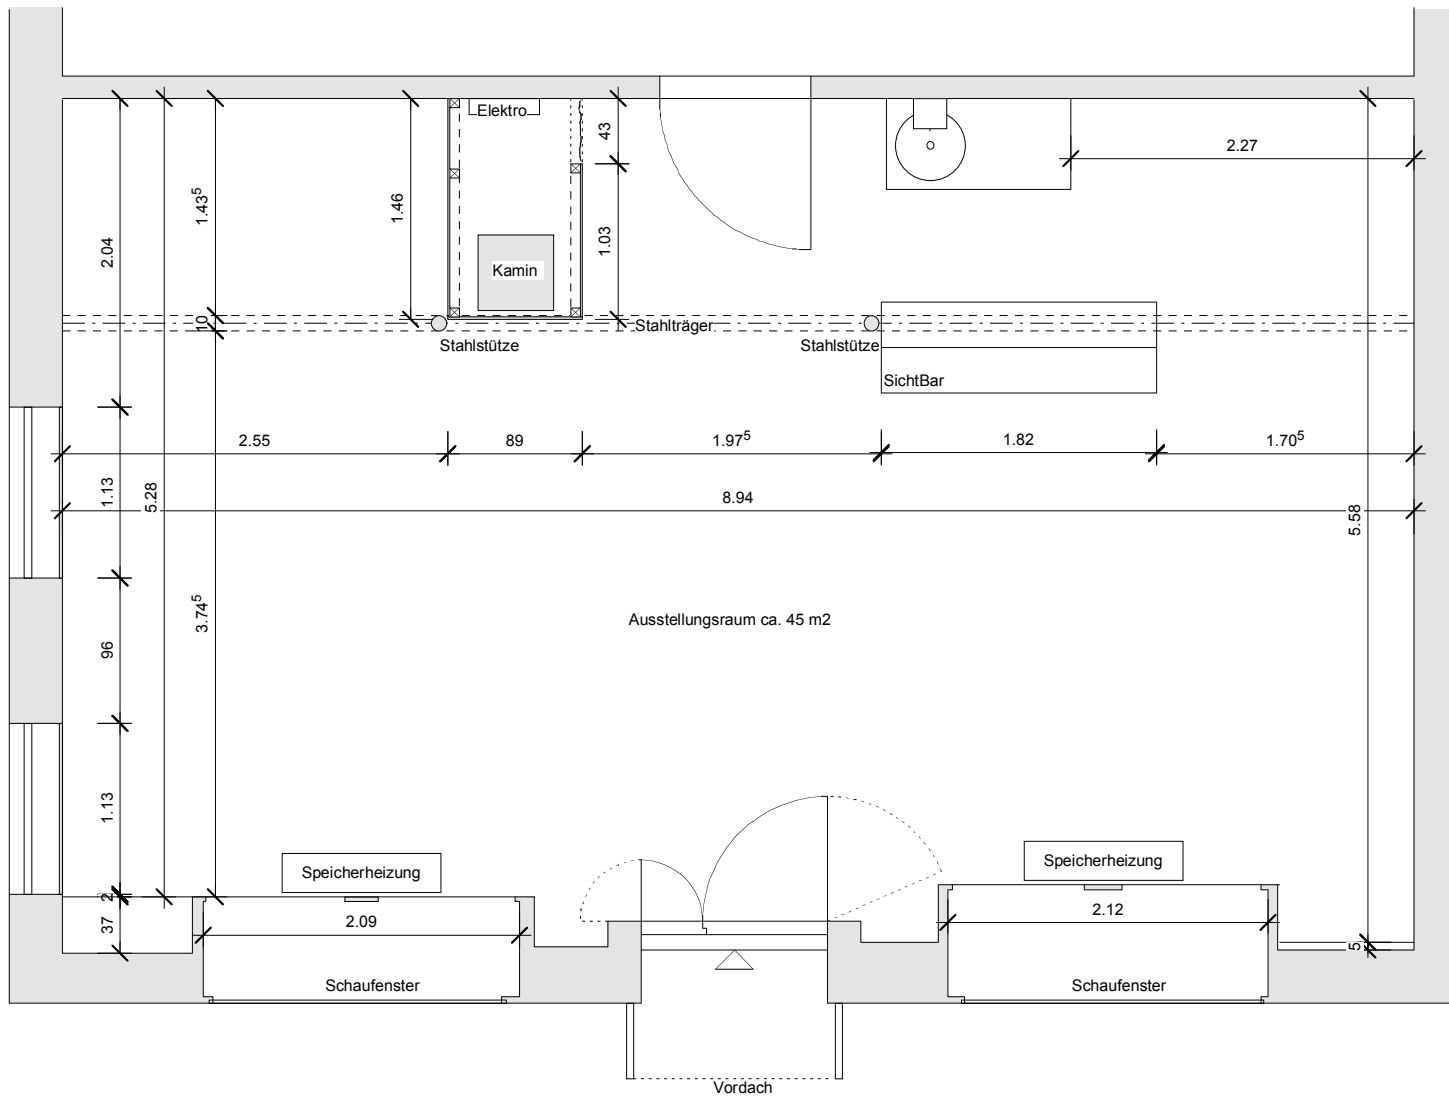 Elektro
43
2.27
1.43⁵
1.46
2.04
1.03
Kamin
10
Stahlträger
Stahlstütze
Stahlstütze
SichtBar
2.55
89
1.97⁵
1.82
1.70⁵
1.13
5.28
8.94
5.58
3.74⁵
Ausstellungsraum ca. 45 m2
96
1.13
Speicherheizung
Speicherheizung
2
37
2.09
2.12
5
Schaufenster
Schaufenster
Vordach